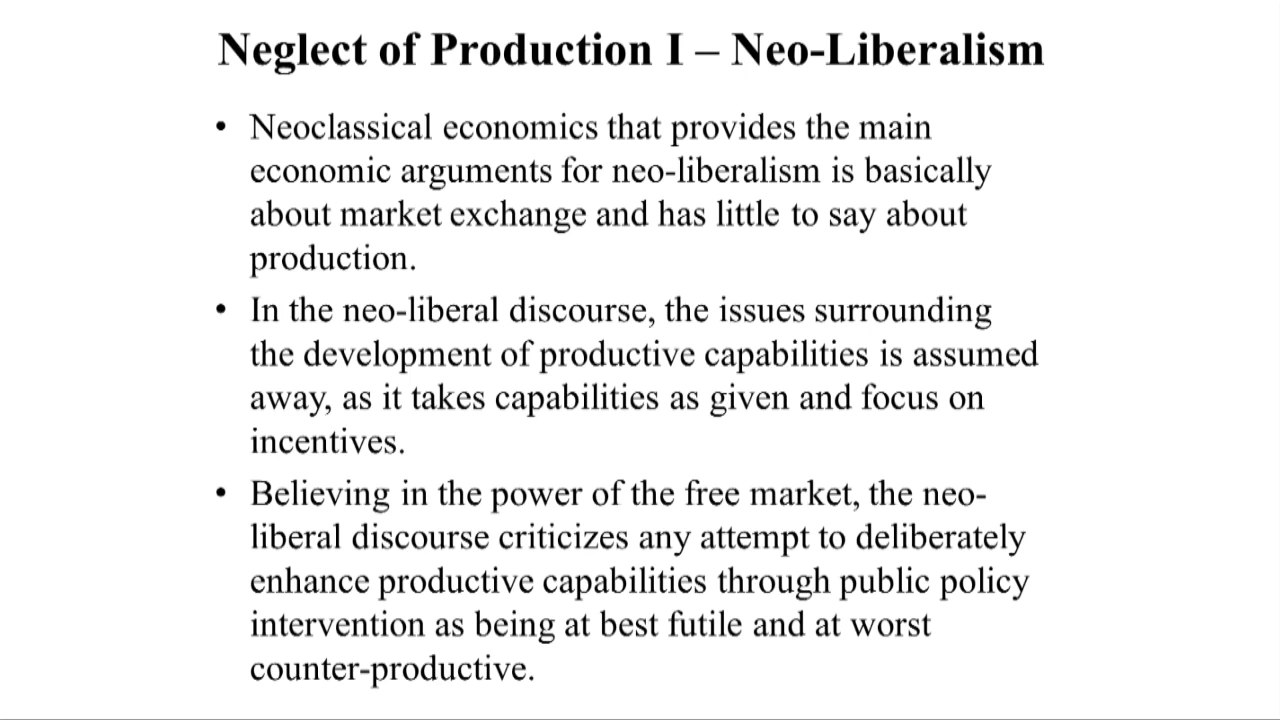 Neglect of Production I – Neo-Liberalism
• Neoclassical economics that provides the main
economic arguments for neo-liberalism is basically
about market exchange and has little to say about
production.
• In the neo-liberal discourse, the issues surrounding
the development of productive capabilities is assumed
away, as it takes capabilities as given and focus on
incentives.
• Believing in the power of the free market, the neo-
liberal discourse criticizes any attempt to deliberately
enhance productive capabilities through public policy
intervention as being at best futile and at worst
counter-productive.